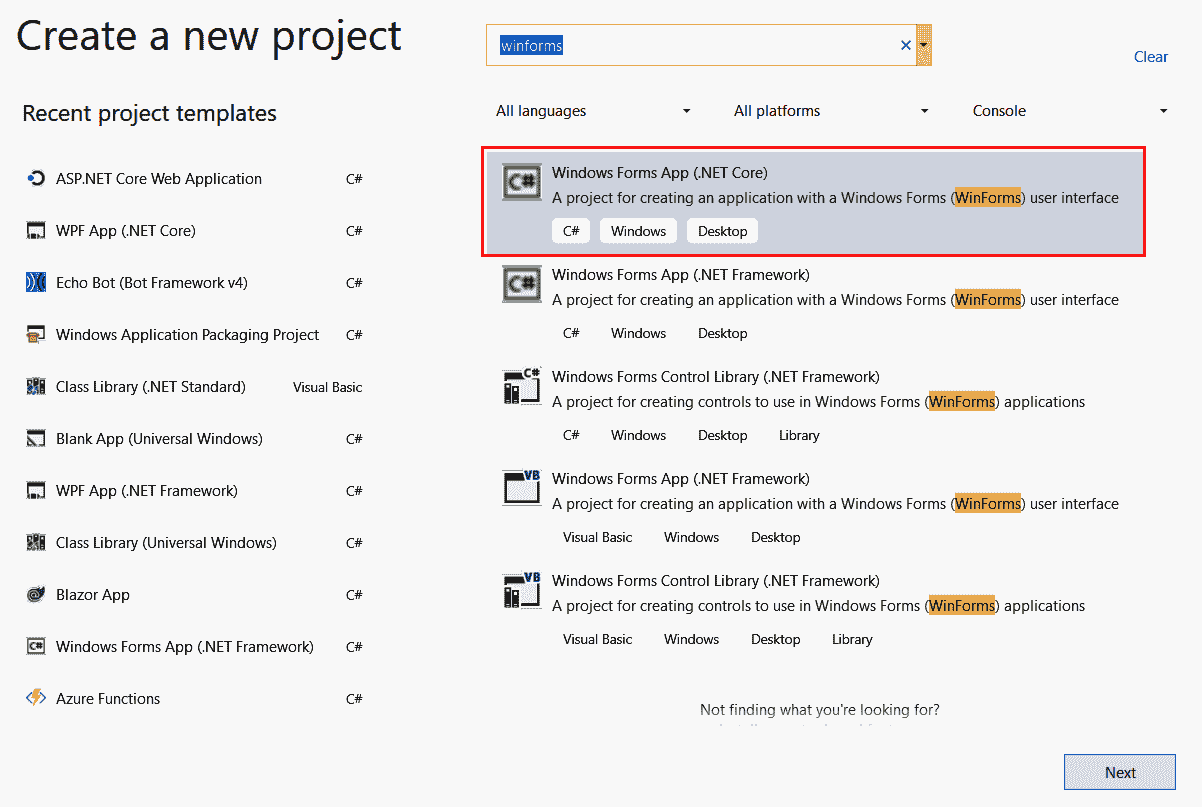 Create a new project
winforms
Clear
All languages
All platforms
Console
Recent project templates
ASP.NET Core Web Application C#
WPF App (.NET Core) C#
Echo Bot (Bot Framework v4) C#
Windows Application Packaging Project C#
Class Library (.NET Standard) Visual Basic
Blank App (Universal Windows) C#
WPF App (.NET Framework) C#
Class Library (Universal Windows) C#
Blazor App C#
Windows Forms App (.NET Framework) C#
Azure Functions C#
C#
Windows Forms App (.NET Core)
A project for creating an application with a Windows Forms (WinForms) user interface
C# Windows Desktop
C#
Windows Forms App (.NET Framework)
A project for creating an application with a Windows Forms (WinForms) user interface
C# Windows Desktop
C#
Windows Forms Control Library (.NET Framework)
A project for creating controls to use in Windows Forms (WinForms) applications
C# Windows Desktop Library
VB
Windows Forms App (.NET Framework)
A project for creating an application with a Windows Forms (WinForms) user interface
Visual Basic Windows Desktop
VB
Windows Forms Control Library (.NET Framework)
A project for creating controls to use in Windows Forms (WinForms) applications
Visual Basic Windows Desktop Library
Not finding what you're looking for?
Next